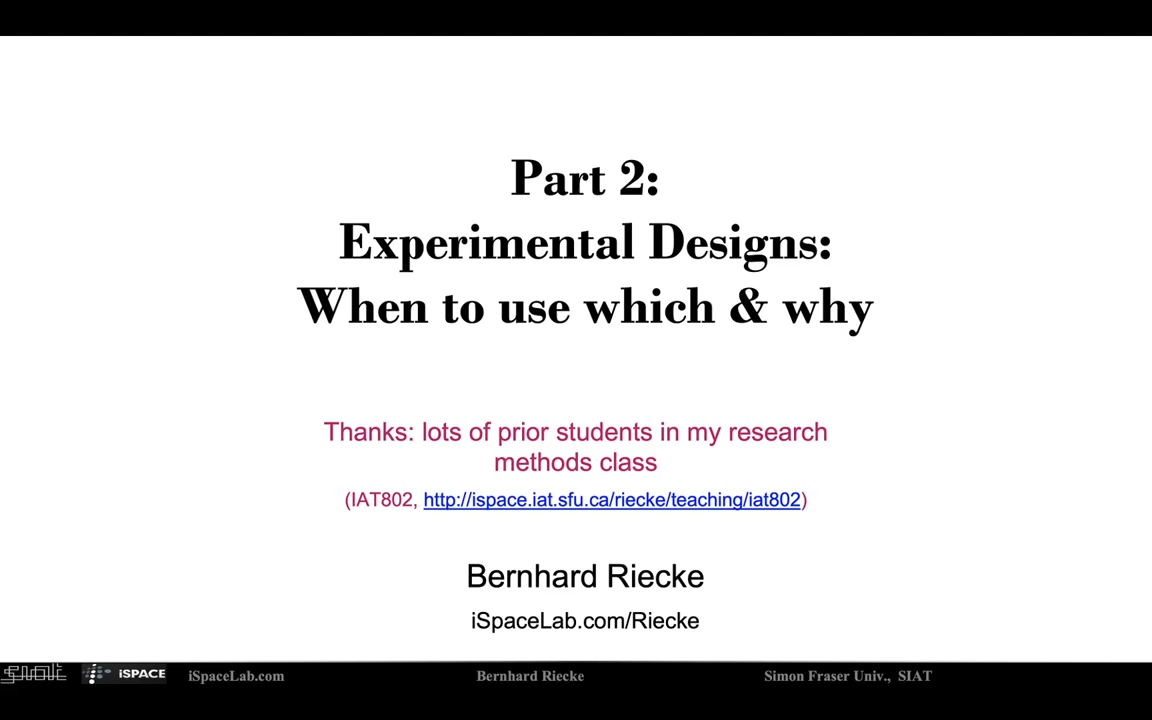 Part 2:
Experimental Designs:
When to use which & why
Thanks: lots of prior students in my research
methods class
(IAT802, http://ispace.iat.sfu.ca/riecke/teaching/iat802)
Bernhard Riecke
iSpaceLab.com/Riecke
iSPACE iSpaceLab.com Bernhard Riecke Simon Fraser Univ., SIAT